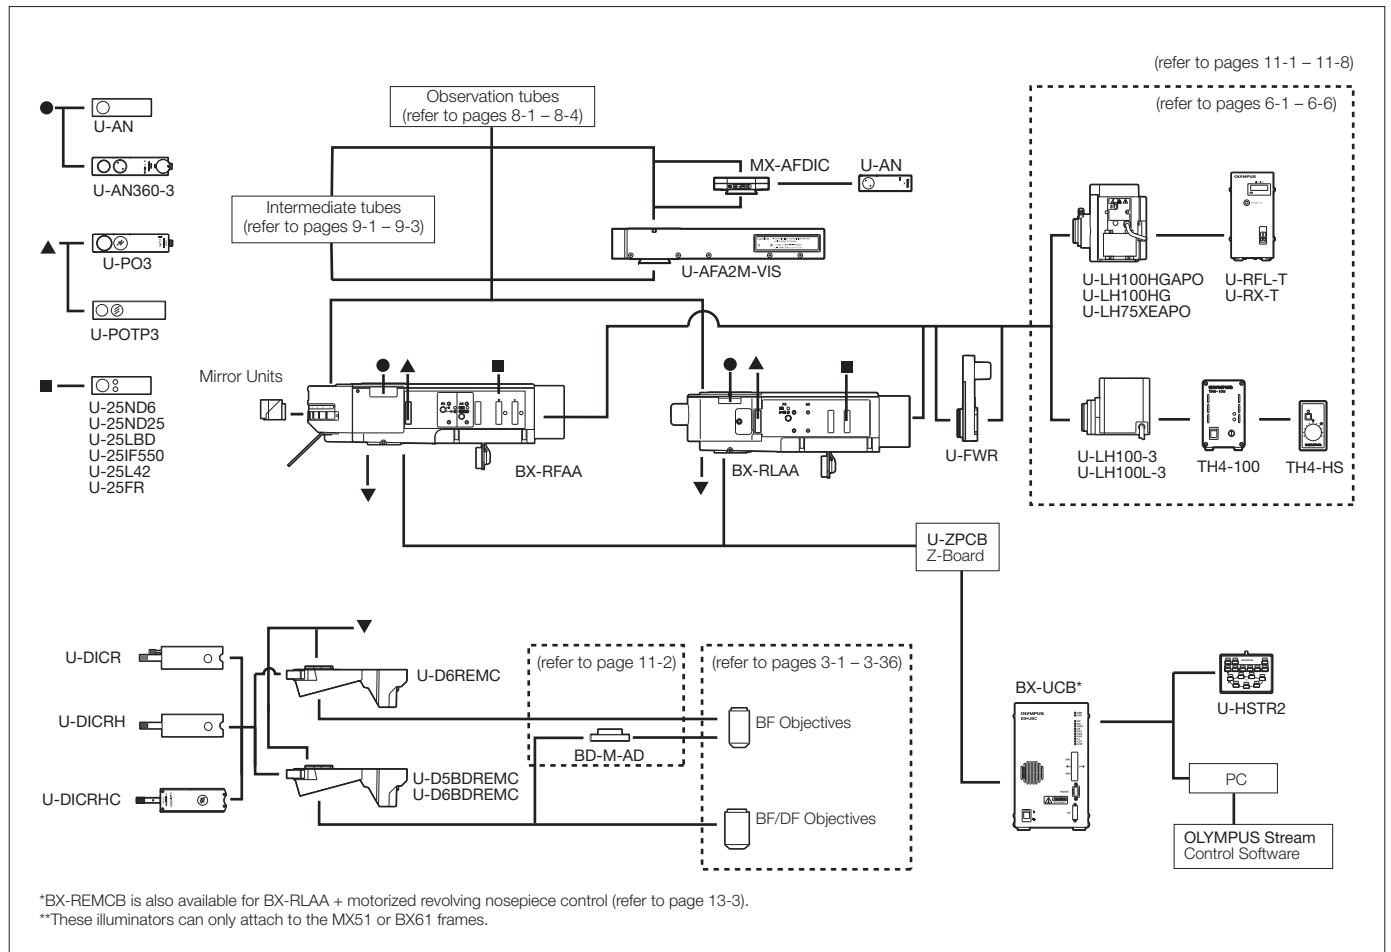 (refer to pages 11-1 – 11-8)
(refer to pages 6-1 – 6-6)
Observation tubes
(refer to pages 8-1 – 8-4)
U-AN
U-AN360-3
MX-AFDIC
U-AN
Intermediate tubes
(refer to pages 9-1 – 9-3)
U-PO3
U-AFA2M-VIS
OLYMPUS
U-LH100HGAPO
U-LH100HG
U-LH75XEAPO
U-RFL-T
U-RX-T
U-POTP3
Mirror Units
U-25ND6
U-25ND25
U-25LBD
U-25IF550
U-25L42
U-25FR
BX-RFAA
BX-RLAA
U-FWR
OLYMPUS
TH4-100
U-LH100-3
U-LH100L-3
TH4-100
TH4-HS
U-ZPCB
Z-Board
U-DICR
U-D6REMC
(refer to page 11-2)
(refer to pages 3-1 – 3-36)
U-DICRH
BF Objectives
BD-M-AD
BX-UCB*
OLYMPUS
U-HSTR2
U-DICRHC
U-D5BDREMC
U-D6BDREMC
BF/DF Objectives
PC
OLYMPUS Stream
Control Software
*BX-REMCB is also available for BX-RLAA + motorized revolving nosepiece control (refer to page 13-3).
**These illuminators can only attach to the MX51 or BX61 frames.